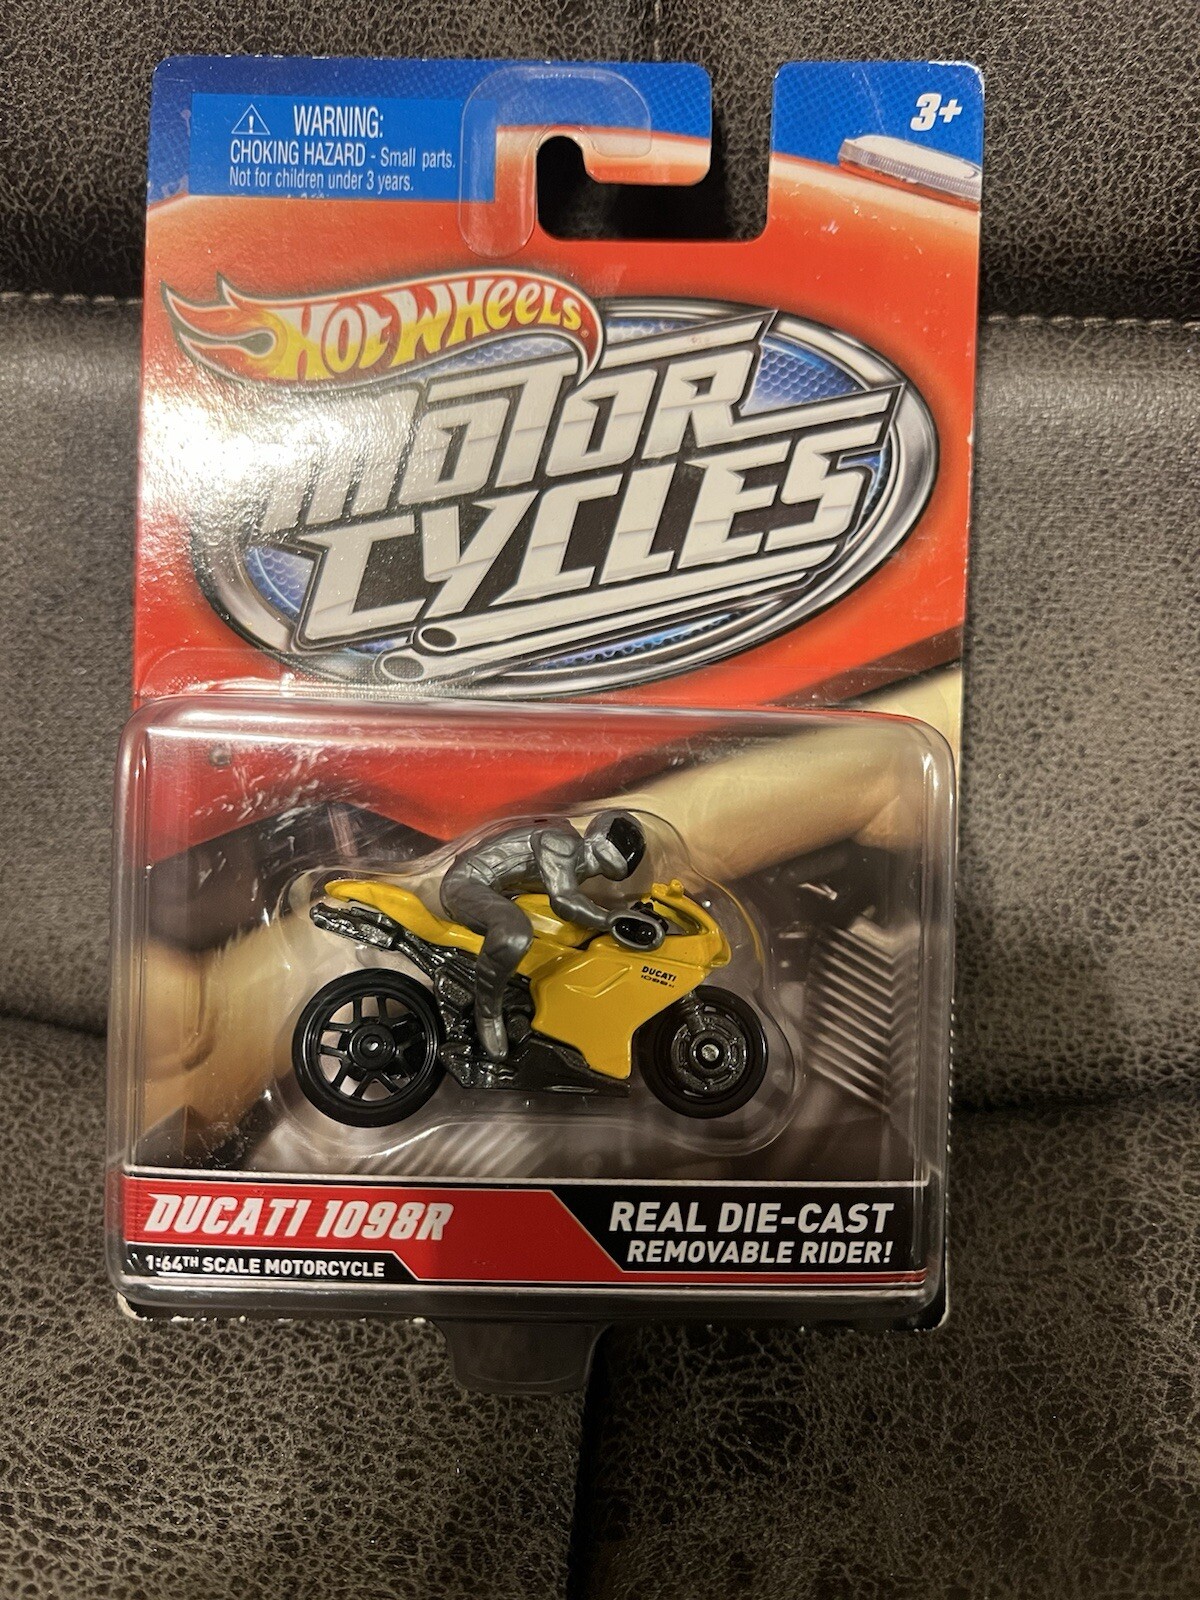 WARNING:
CHOKING HAZARD - Small parts.
Not for children under 3 years.
3+
HOT WHEELS
MOTOR
CYCLES
DUCATI
1098R
DUCATI 1098R
1:64TH SCALE MOTORCYCLE
REAL DIE-CAST
REMOVABLE RIDER!